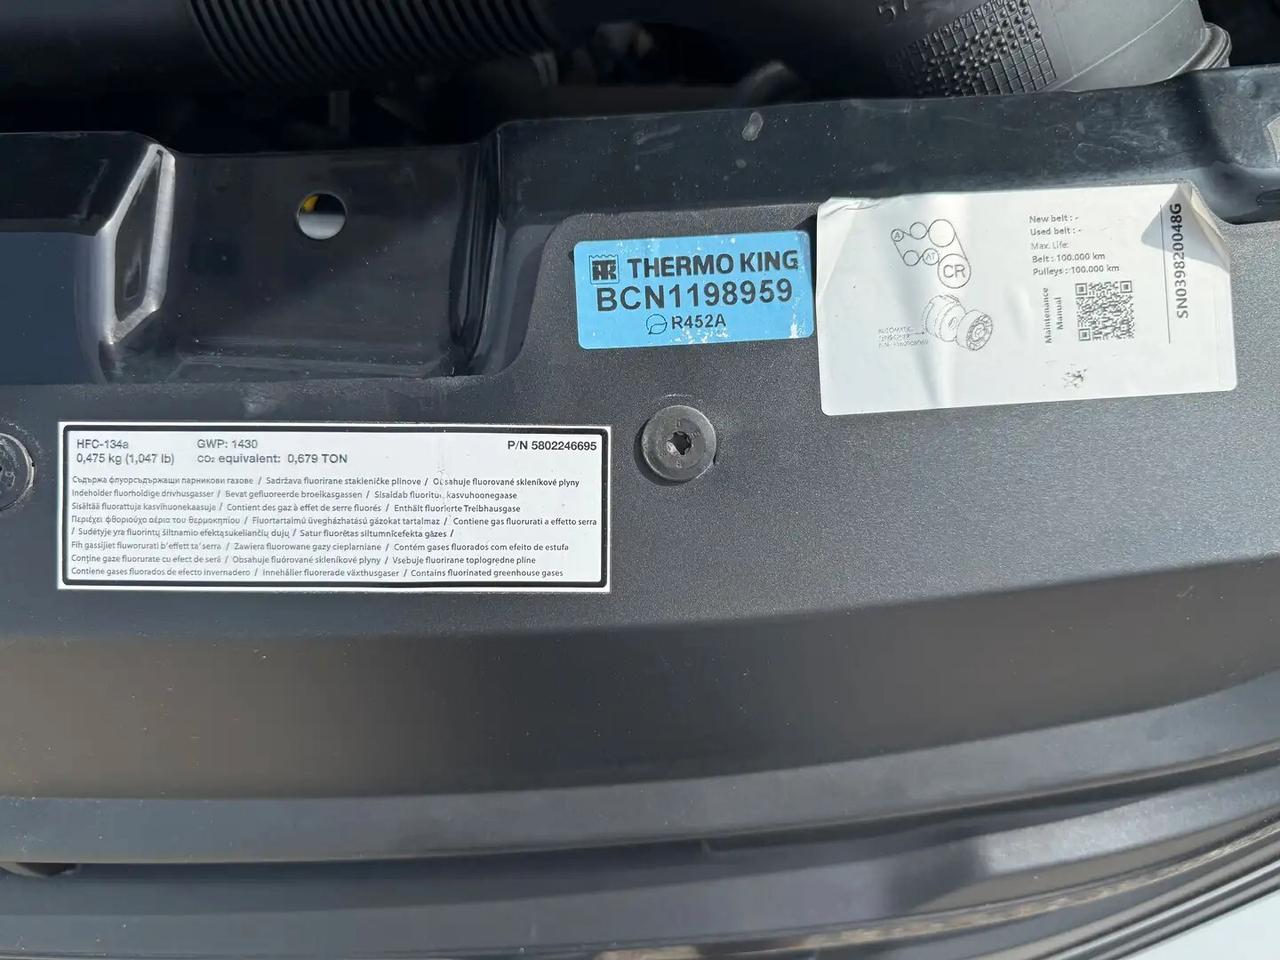 57
THERMO KING
BCN1198959
R452A
A
AT
CR
New belt : -
Used belt : -
Max. Life:
Belt : 100.000 km
Pulleys : 100.000 km
Maintenance
Manual
AUTOMATIC
SN039820048G
HFC-134a GWP: 1430 P/N 5802246695
0,475 kg (1,047 lb) CO₂ equivalent: 0,679 TON
Съдържа флуорсъдържащи парникови газове / Sadržava fluorirane stakleničke plinove / Obsahuje fluorované skleníkové plyny
Indeholder fluorholdige drivhusgasser / Bevat gefluoreerde broeikasgassen / Sisaldab fluoritu kasvuhoonegaase
Sisältää fluorattuja kasvihuonekaasuja / Contient des gaz à effet de serre fluorés / Enthält fluorierte Treibhausgase
Περιέχει φθοριούχο αέρια του θερμοκηπίου / Fluortartalmú üvegházhatású gázokat tartalmaz / Contiene gas fluorurati a effetto serra
/ Sudėtyje yra fluorintų šiltnamio efektą sukeliančių dujų / Satur fluorētas siltumnīcefekta gāzes /
Fih gassijiet fluworurati b'effett ta'serra / Zawiera fluorowane gazy cieplarniane / Contém gases fluorados com efeito de estufa
Conține gaze fluorurate cu efect de seră / Obsahuje fluórované skleníkové plyny / Vsebuje fluorirane toplogredne pline
Contiene gases fluorados de efecto invernadero / Innehåller fluorerade växthusgaser / Contains fluorinated greenhouse gases